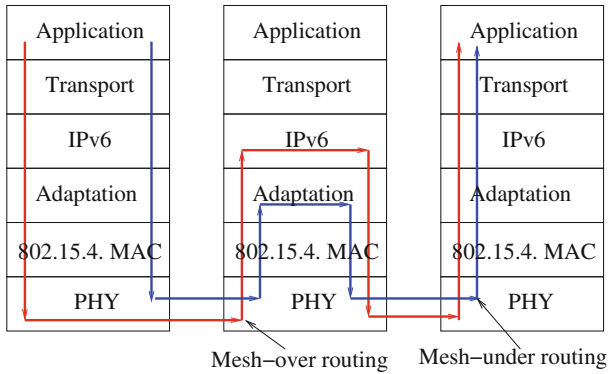 Application Application Application
Transport Transport Transport
IPv6 IPv6 IPv6
Adaptation Adaptation Adaptation
802.15.4. MAC 802.15.4. MAC 802.15.4. MAC
PHY PHY PHY
Mesh−over routing Mesh−under routing